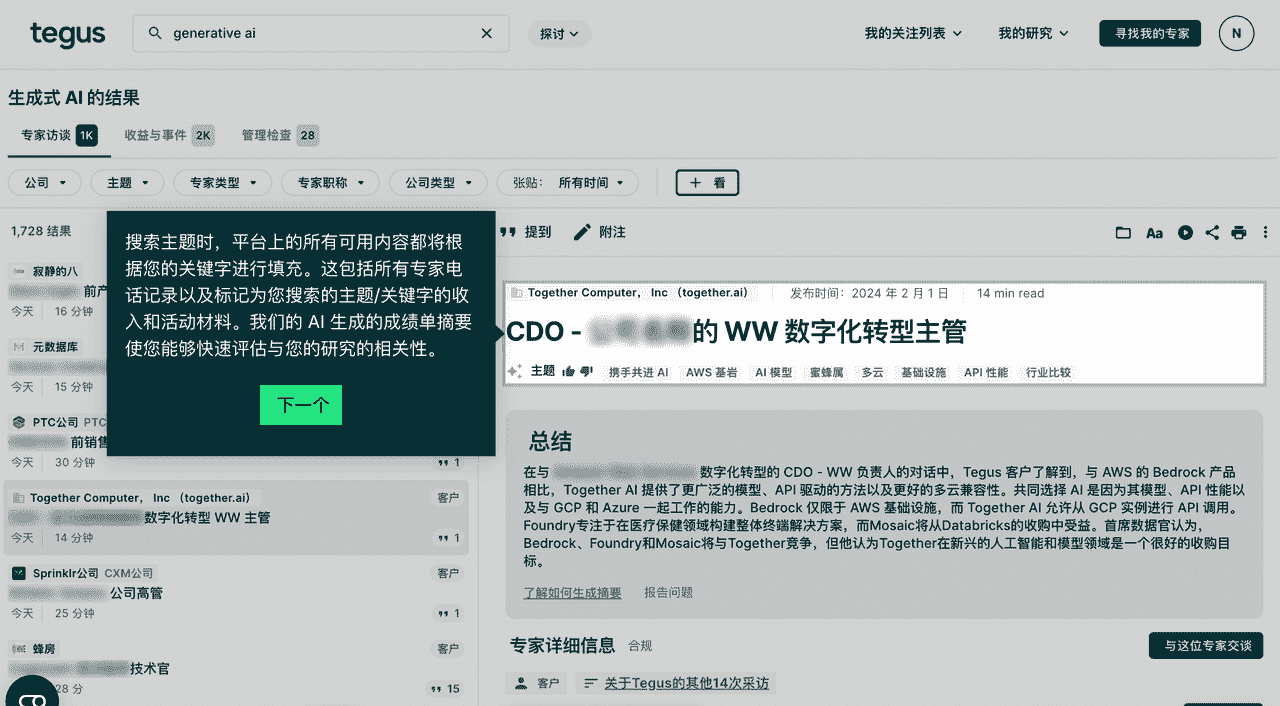 tegus
generative ai
探讨
我的关注列表
我的研究
寻找我的专家
N
生成式 AI 的结果
专家访谈 1K
收益与事件 2K
管理检查 28
公司
主题
专家类型
专家职称
公司类型
张贴： 所有时间
+ 看
1,728 结果
搜索主题时，平台上的所有可用内容都将根
据您的关键字进行填充。这包括所有专家电
话记录以及标记为您搜索的主题/关键字的收
入和活动材料。我们的 AI 生成的成绩单摘要
使您能够快速评估与您的研究的相关性。
下一个
寂静的八
前产
今天 16 分钟
元数据库
今天 15 分钟
PTC公司 PTC
前销售
今天 30 分钟
1
Together Computer， Inc （together.ai） 客户
数字化转型 WW 主管
今天 14 分钟 1
Sprinklr公司 CXM公司 客户
公司高管
今天 25 分钟 1
蜂房 客户
技术官
28 分 15
提到
附注
Aa
Together Computer， Inc （together.ai） 发布时间：2024 年 2 月 1 日 14 min read
CDO - 的 WW 数字化转型主管
主题 携手共进 AI AWS 基岩 AI 模型 蜜蜂属 多云 基础设施 API 性能 行业比较
总结
在与 数字化转型的 CDO - WW 负责人的对话中，Tegus 客户了解到，与 AWS 的 Bedrock 产品
相比，Together AI 提供了更广泛的模型、API 驱动的方法以及更好的多云兼容性。共同选择 AI 是因为其模型、API 性能以
及与 GCP 和 Azure 一起工作的能力。Bedrock 仅限于 AWS 基础设施，而 Together AI 允许从 GCP 实例进行 API 调用。
Foundry专注于在医疗保健领域构建整体终端解决方案，而Mosaic将从Databricks的收购中受益。首席数据官认为，
Bedrock、Foundry和Mosaic将与Together竞争，但他认为Together在新兴的人工智能和模型领域是一个很好的收购目
标。
了解如何生成摘要 报告问题
专家详细信息 合规
与这位专家交谈
客户 关于Tegus的其他14次采访